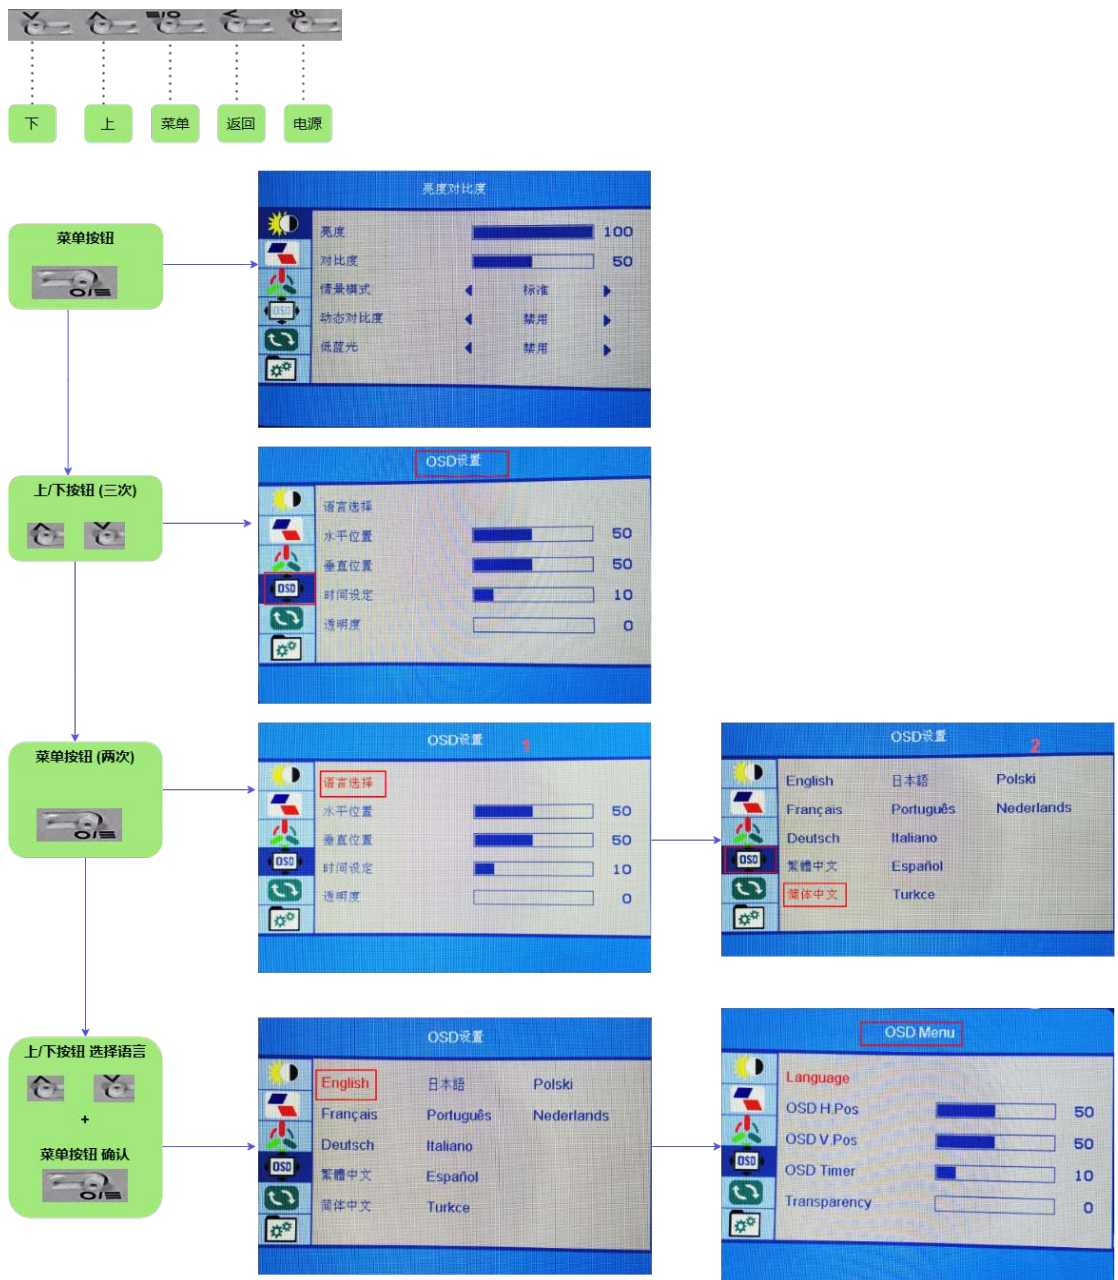 下 上 菜单 返回 电源
菜单按钮
亮度对比度
亮度 100
对比度 50
情景模式 标准
动态对比度 禁用
低蓝光 禁用
OSD
上/下按钮 (三次)
OSD设置
语言选择
水平位置 50
垂直位置 50
时间设定 10
透明度 0
OSD
菜单按钮 (两次)
OSD设置 1
语言选择
水平位置 50
垂直位置 50
时间设定 10
透明度 0
OSD
OSD设置 2
English 日本語 Polski
Français Português Nederlands
Deutsch Italiano
繁體中文 Español
简体中文 Turkce
OSD
上/下按钮 选择语言
+
菜单按钮 确认
OSD设置
English 日本語 Polski
Français Português Nederlands
Deutsch Italiano
繁體中文 Español
简体中文 Turkce
OSD
OSD Menu
Language
OSD H.Pos 50
OSD V.Pos 50
OSD Timer 10
Transparency 0
OSD